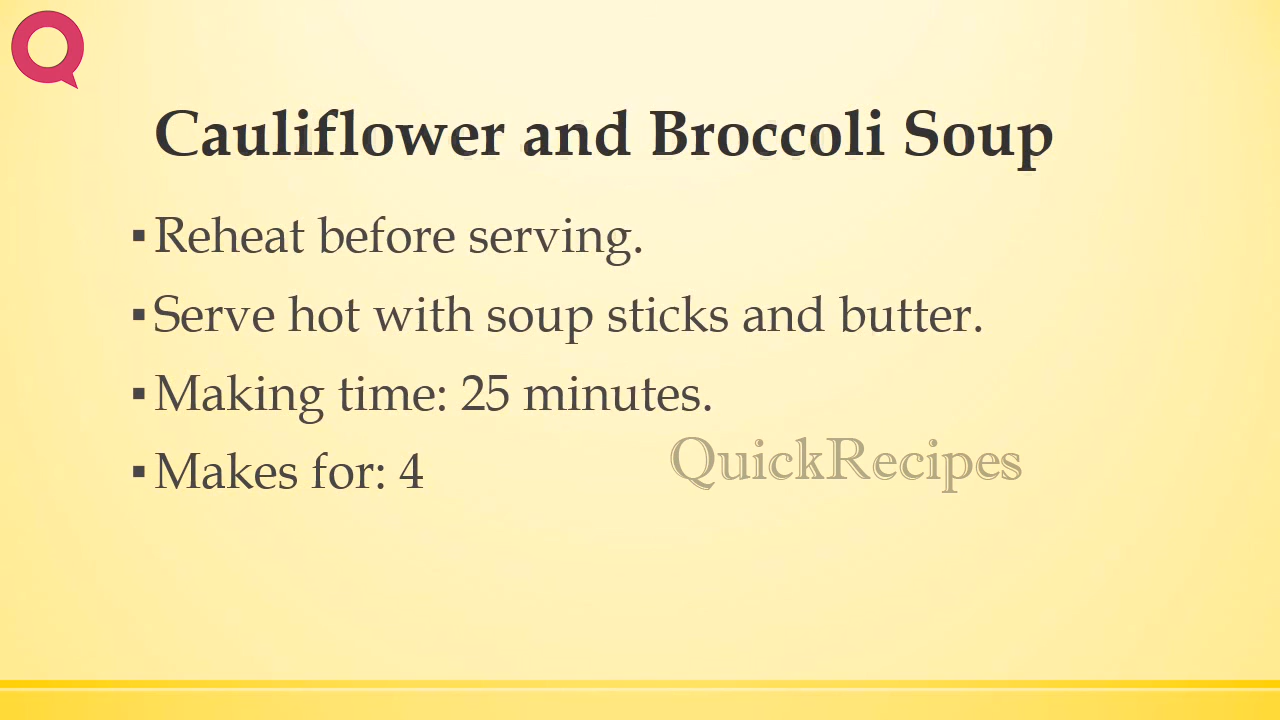 Cauliflower and Broccoli Soup
▪Reheat before serving.
▪Serve hot with soup sticks and butter.
▪Making time: 25 minutes.
▪Makes for: 4
QuickRecipes